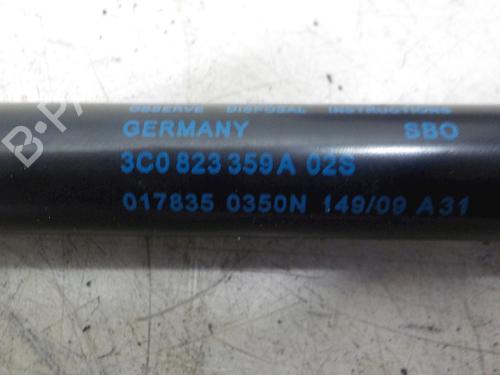 OBSERVE DISPOSAL INSTRUCTIONS
GERMANY SBO
3C0 823 359 A 02S
017835 0350N 149/09 A31